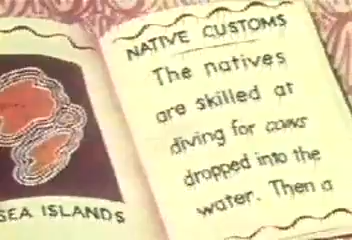 SEA ISLANDS
NATIVE CUSTOMS
The natives
are skilled at
diving for coins
dropped into the
water. Then a